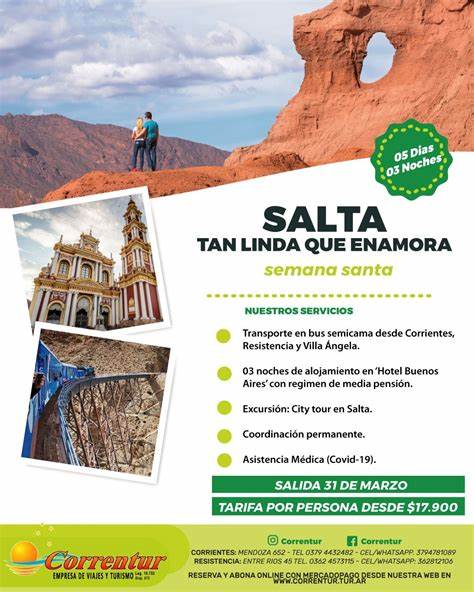 05 Días
03 Noches
SALTA
TAN LINDA QUE ENAMORA
semana santa
NUESTROS SERVICIOS
Transporte en bus semicama desde Corrientes,
Resistencia y Villa Ángela.
03 noches de alojamiento en 'Hotel Buenos
Aires' con regimen de media pensión.
Excursión: City tour en Salta.
Coordinación permanente.
Asistencia Médica (Covid-19).
SALIDA 31 DE MARZO
TARIFA POR PERSONA DESDE $17.900
Correntur
EMPRESA DE VIAJES Y TURISMO
Correntur Correntur
CORRIENTES: MENDOZA 652 - TEL 0379 4432482 - CEL/WHATSAPP: 3794781089
RESISTENCIA: ENTRE RIOS 45 TEL. 0362 4573115 - CEL/WHATSAPP: 362812106
RESERVA Y ABONA ONLINE CON MERCADOPAGO DESDE NUESTRA WEB EN
WWW.CORRENTUR.TUR.AR